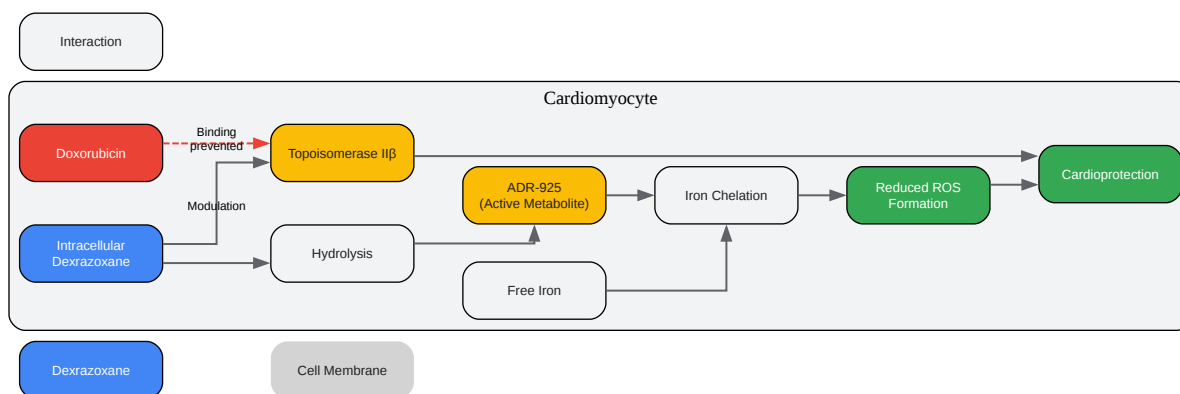 Interaction
Cardiomyocyte
Doxorubicin
Binding
prevented
Topoisomerase IIβ
Cardioprotection
ADR-925
(Active Metabolite)
Iron Chelation
Reduced ROS
Formation
Modulation
Intracellular
Dexrazoxane
Hydrolysis
Free Iron
Dexrazoxane
Cell Membrane